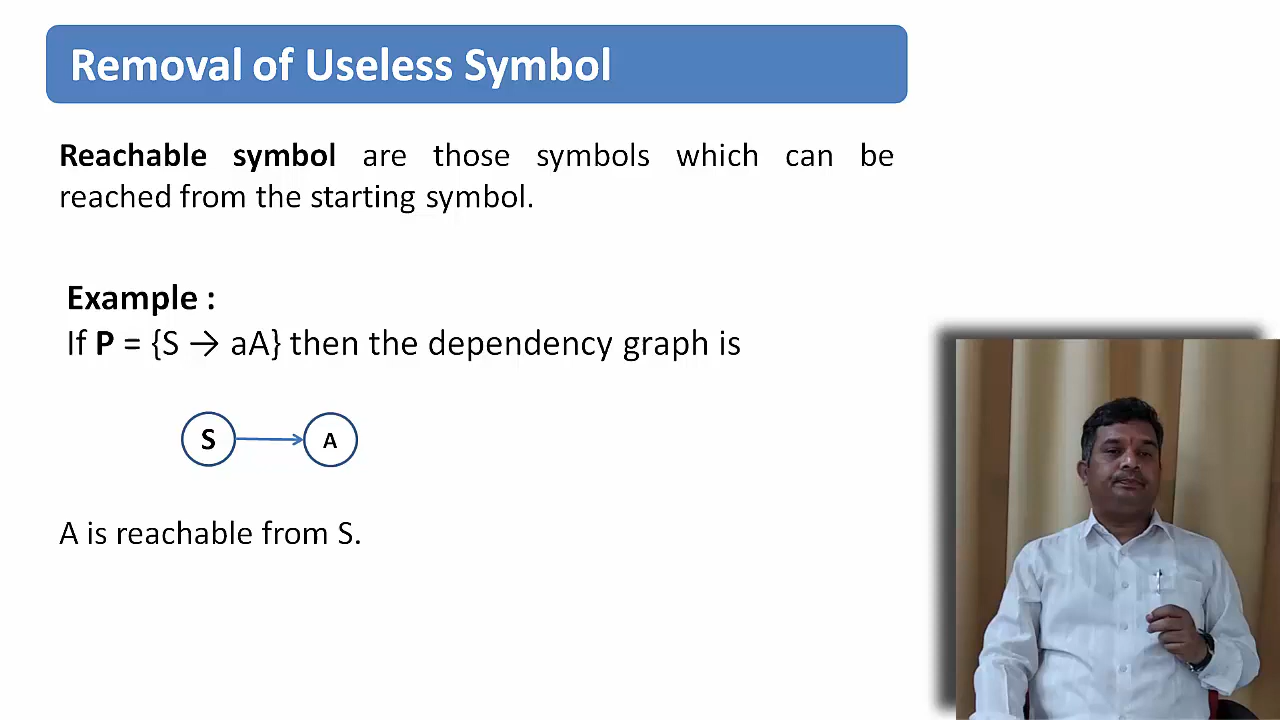 Removal of Useless Symbol
Reachable symbol are those symbols which can be
reached from the starting symbol.
Example :
If P = {S → aA} then the dependency graph is
S
A
A is reachable from S.